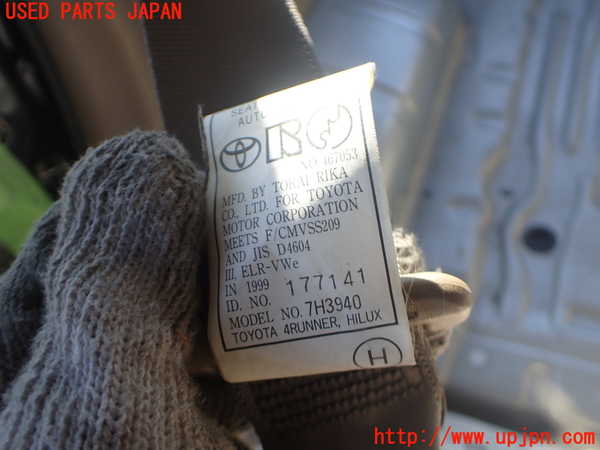 USED PARTS JAPAN
SEAT
AUTO
NO. 467053
MFD. BY TOKAI RIKA
CO., LTD. FOR TOYOTA
MOTOR CORPORATION
MEETS F/CMVSS209
AND JIS D4604
III. ELR-VWe
IN 1999
ID. NO. 177141
MODEL NO. 7H3940
TOYOTA 4RUNNER, HILUX
H
http://www.upjpn.com/